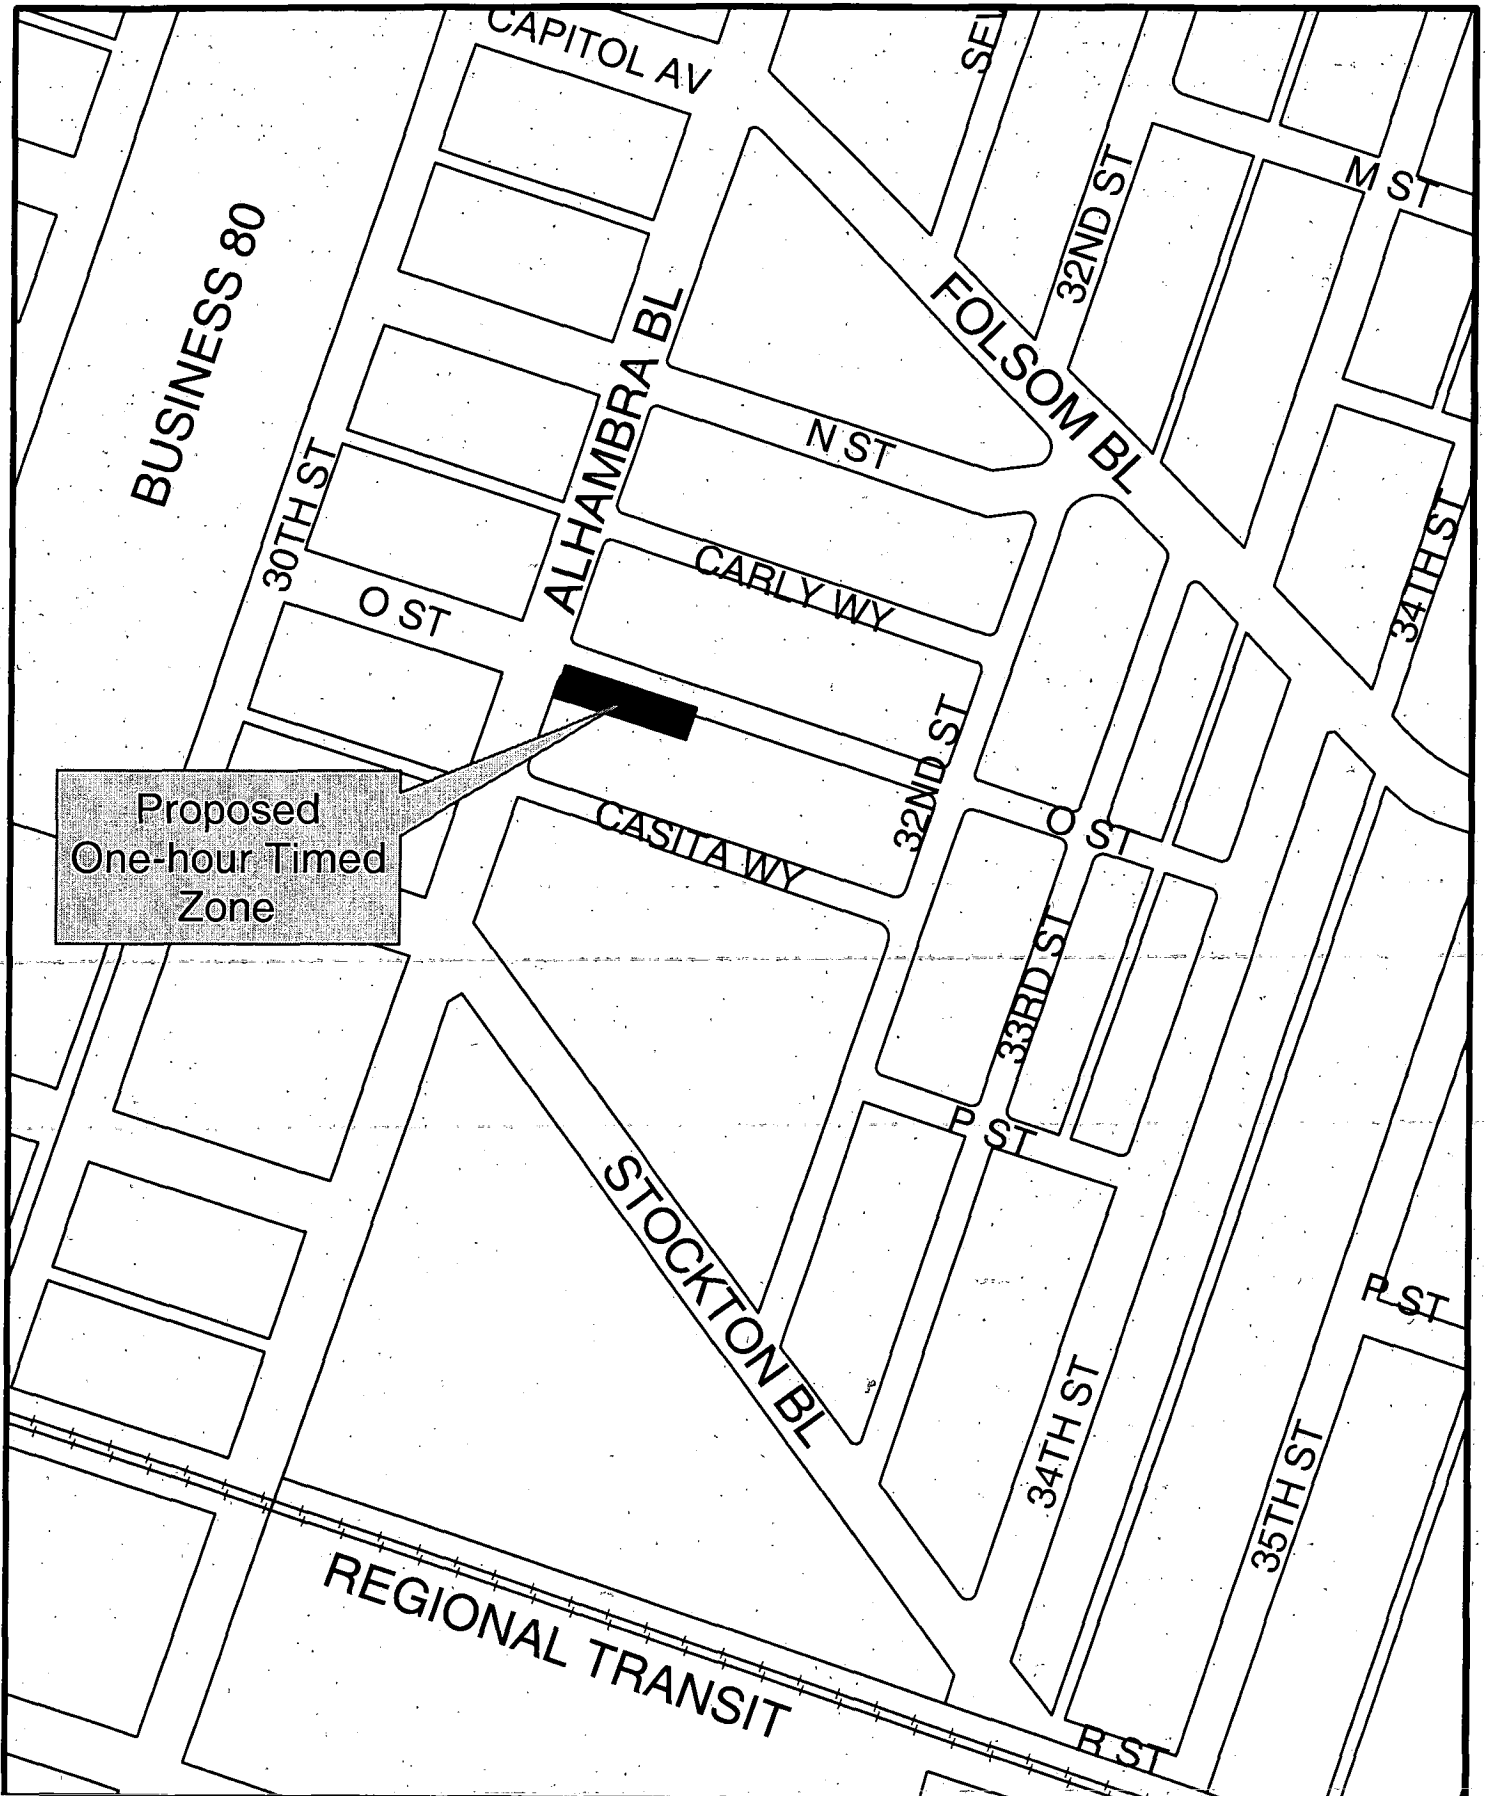 CAPITOL AV
M ST
32ND ST
BUSINESS 80
FOLSOM BL
ALHAMBRA BL
N ST
30TH ST
34TH ST
CARLY WY
O ST
32ND ST
Proposed
One-hour Timed
Zone
CASITA WY
O ST
33RD ST
P ST
STOCKTON BL
P ST
34TH ST
35TH ST
REGIONAL TRANSIT
R ST